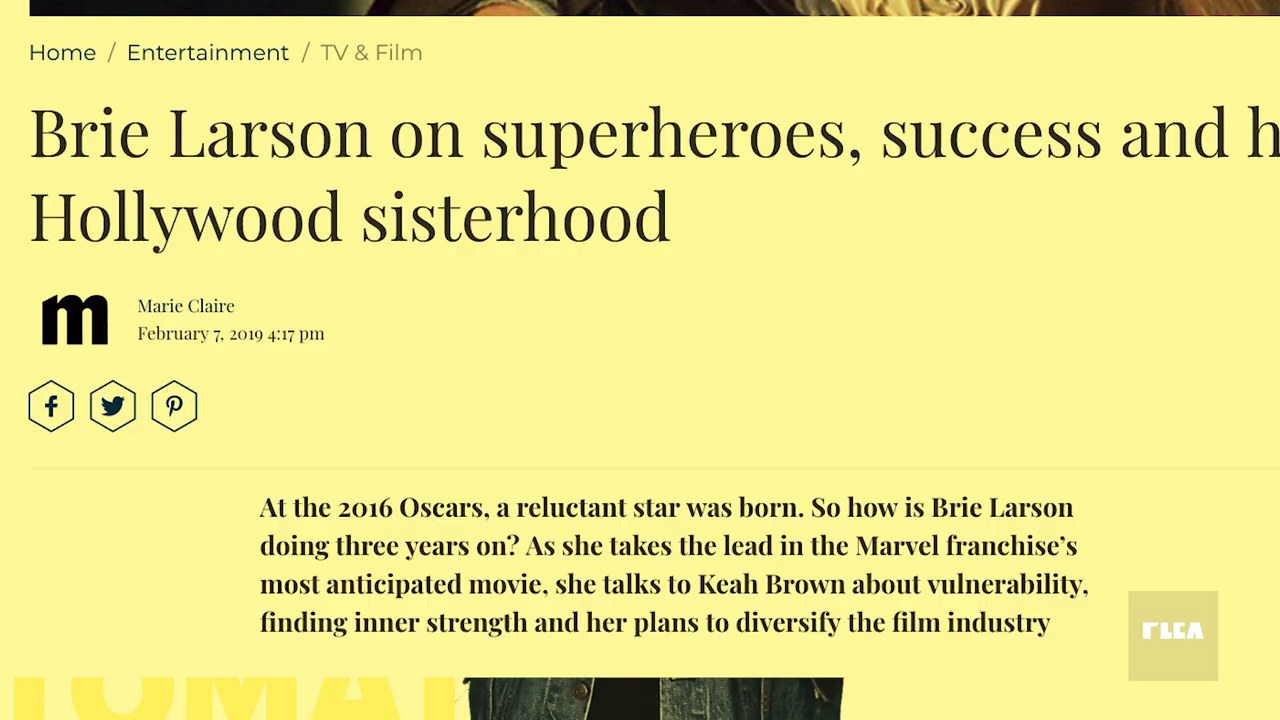 Home / Entertainment / TV & Film
Brie Larson on superheroes, success and h
Hollywood sisterhood
m
Marie Claire
February 7, 2019 4:17 pm
At the 2016 Oscars, a reluctant star was born. So how is Brie Larson
doing three years on? As she takes the lead in the Marvel franchise’s
most anticipated movie, she talks to Keah Brown about vulnerability,
finding inner strength and her plans to diversify the film industry